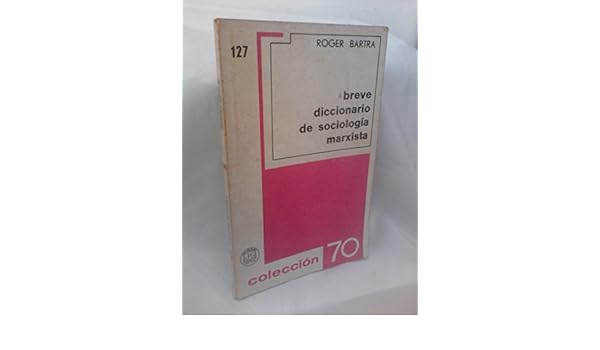 127
ROGER BARTRA
breve
diccionario
de sociología
marxista
colección 70